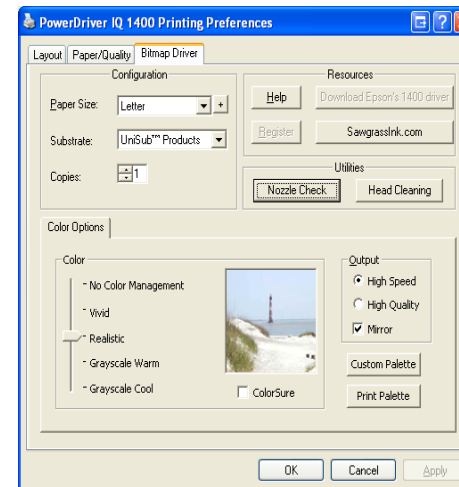 PowerDriver IQ 1400 Printing Preferences
Layout
Paper/Quality
Bitmap Driver
Configuration
Paper Size:
Letter
+
Substrate:
UniSub™ Products
Copies:
1
Resources
Help
Download Epson's 1400 driver
Register
SawgrassInk.com
Utilities
Nozzle Check
Head Cleaning
Color Options
Color
No Color Management
Vivid
Realistic
Grayscale Warm
Grayscale Cool
ColorSure
Output
High Speed
High Quality
Mirror
Custom Palette
Print Palette
OK
Cancel
Apply